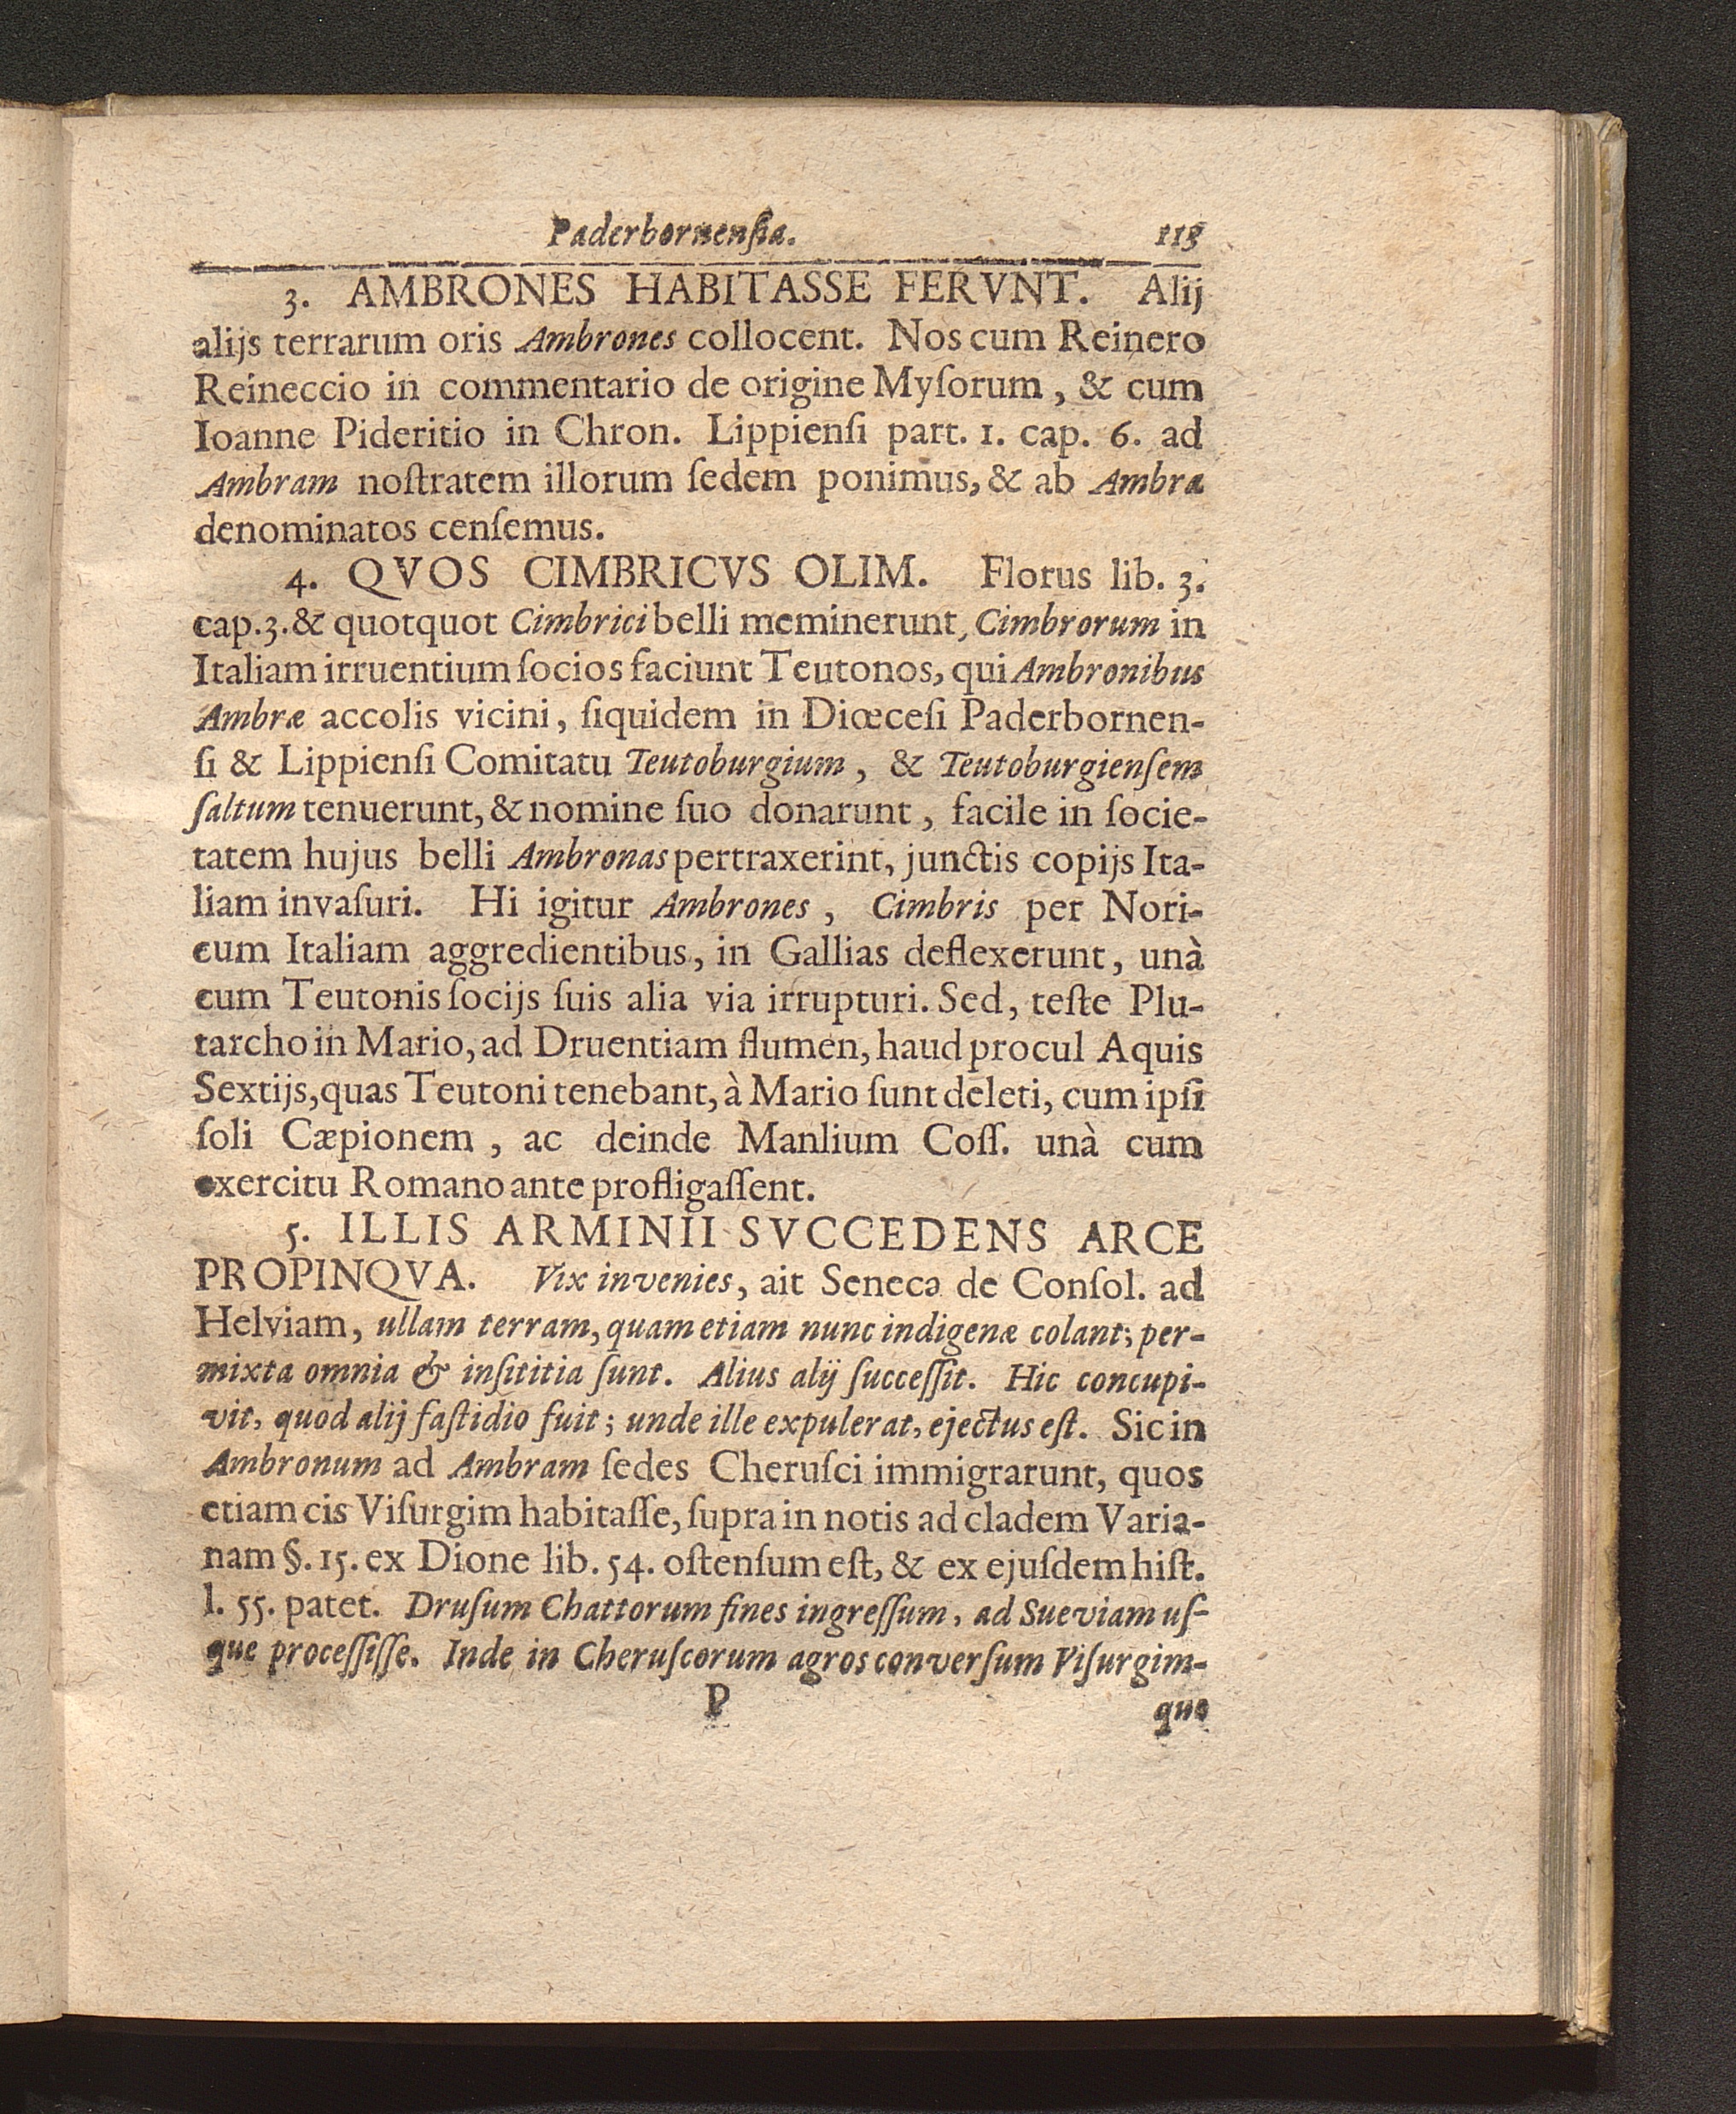 Paderbornenſia. 113
3. AMBRONES HABITASSE FERVNT. Alij
alijs terrarum oris Ambrones collocent. Nos cum Reinero
Reineccio in commentario de origine Myſorum, & cum
Ioanne Pideritio in Chron. Lippienſi part. 1. cap. 6. ad
Ambram noſtratem illorum ſedem ponimus, & ab Ambra
denominatos cenſemus.
4. QVOS CIMBRICVS OLIM. Florus lib. 3.
cap. 3. & quotquot Cimbrici belli meminerunt, Cimbrorum in
Italiam irruentium ſocios faciunt Teutonos, qui Ambronibus
Ambræ accolis vicini, ſiquidem in Diœceſi Paderbornen-
ſi & Lippienſi Comitatu Teutoburgium, & Teutoburgienſem
ſaltum tenuerunt, & nomine ſuo donarunt, facile in ſocie-
tatem hujus belli Ambronas pertraxerint, junctis copijs Ita-
liam invaſuri. Hi igitur Ambrones, Cimbris per Nori-
cum Italiam aggredientibus, in Gallias deflexerunt, unà
cum Teutonis ſocijs ſuis alia via irrupturi. Sed, teſte Plu-
tarcho in Mario, ad Druentiam flumen, haud procul Aquis
Sextijs, quas Teutoni tenebant, à Mario ſunt deleti, cum ipſi
ſoli Cæpionem, ac deinde Manlium Coſſ. unà cum
exercitu Romano ante profligaſſent.
5. ILLIS ARMINII SVCCEDENS ARCE
PROPINQVA. Vix invenies, ait Seneca de Conſol. ad
Helviam, ullam terram, quam etiam nunc indigenæ colant; per-
mixta omnia & inſititia ſunt. Alius alij ſucceſſit. Hic concupi-
vit, quod alij faſtidio fuit; unde ille expulerat, ejectus eſt. Sic in
Ambronum ad Ambram ſedes Cheruſci immigrarunt, quos
etiam cis Viſurgim habitaſſe, ſupra in notis ad cladem Varia-
nam §. 15. ex Dione lib. 54. oſtenſum eſt, & ex ejuſdem hiſt.
l. 55. patet. Druſum Chattorum fines ingreſſum, ad Sueviam uſ-
que proceſſiſſe. Inde in Cheruſcorum agros converſum Viſurgim-
P que